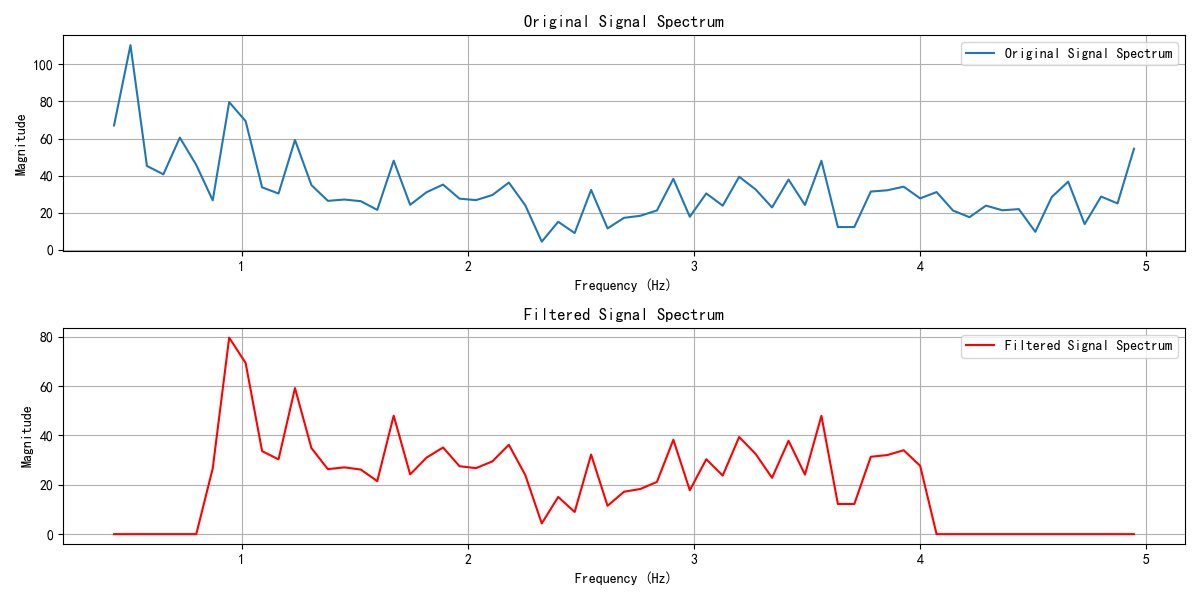 Original Signal Spectrum
Original Signal Spectrum
Magnitude
100
80
60
40
20
0
1 2 3 4 5
Frequency (Hz)
Filtered Signal Spectrum
Filtered Signal Spectrum
Magnitude
80
60
40
20
0
1 2 3 4 5
Frequency (Hz)